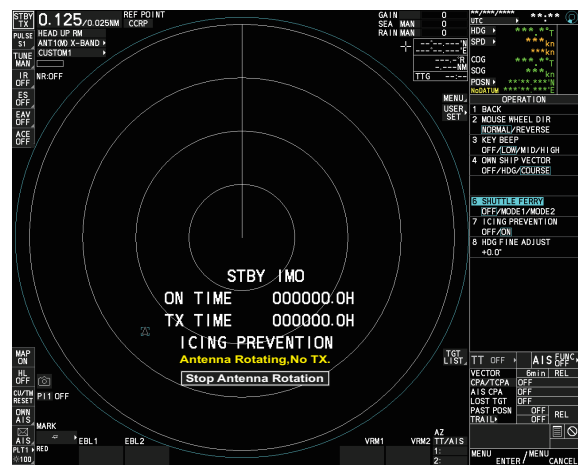 STBY
TX
0.125/0.025NM
REF POINT
CCRP
PULSE
S1
HEAD UP RM
ANT1(M) X-BAND
CUSTOM1
TUNE
MAN
IR
OFF
NR:OFF
ES
OFF
EAV
OFF
ACE
OFF
GAIN 0
SEA MAN 0
RAIN MAN 0
--°--.---'N
---°--.---'E
---.-°R
-.---NM
TTG --:--
MENU
USER
SET
**/***/**** **:**
UTC
HDG ***.*°T
SPD ***kn
***kn
COG ***.*°T
SOG ***kn
POSN **°**.***'N
NoDATUM ***°**.***'E
OPERATION
1 BACK
2 MOUSE WHEEL DIR
NORMAL/REVERSE
3 KEY BEEP
OFF/LOW/MID/HIGH
4 OWN SHIP VECTOR
OFF/HDG/COURSE
6 SHUTTLE FERRY
OFF/MODE1/MODE2
7 ICING PREVENTION
OFF/ON
8 HDG FINE ADJUST
+0.0°
STBY IMO
ON TIME 000000.0H
TX TIME 000000.0H
ICING PREVENTION
Antenna Rotating,No TX.
Stop Antenna Rotation
MAP
ON
HL
OFF
CU/TM
RESET
PI1 OFF
OWN
AIS
MARK
AIS
PLT1
100
RED
EBL1
EBL2
VRM1
VRM2
AZ
TT/AIS
1:
2:
TGT
LIST
TT OFF
AIS FUNC
OFF
VECTOR 6min REL
CPA/TCPA OFF
AIS CPA OFF
LOST TGT OFF
PAST POSN OFF REL
TRAIL OFF
MENU /MENU
ENTER CANCEL